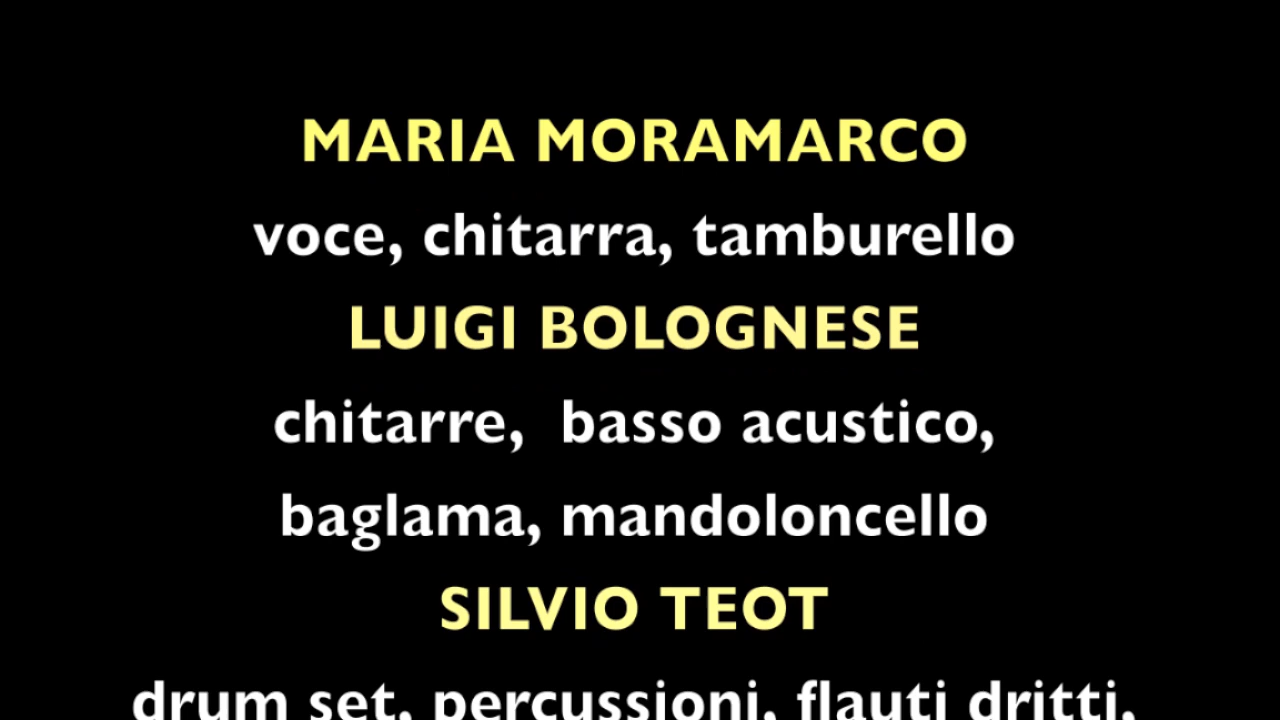 MARIA MORAMARCO
voce, chitarra, tamburello
LUIGI BOLOGNESE
chitarre,  basso acustico,
baglama, mandoloncello
SILVIO TEOT
drum set, percussioni, flauti dritti,